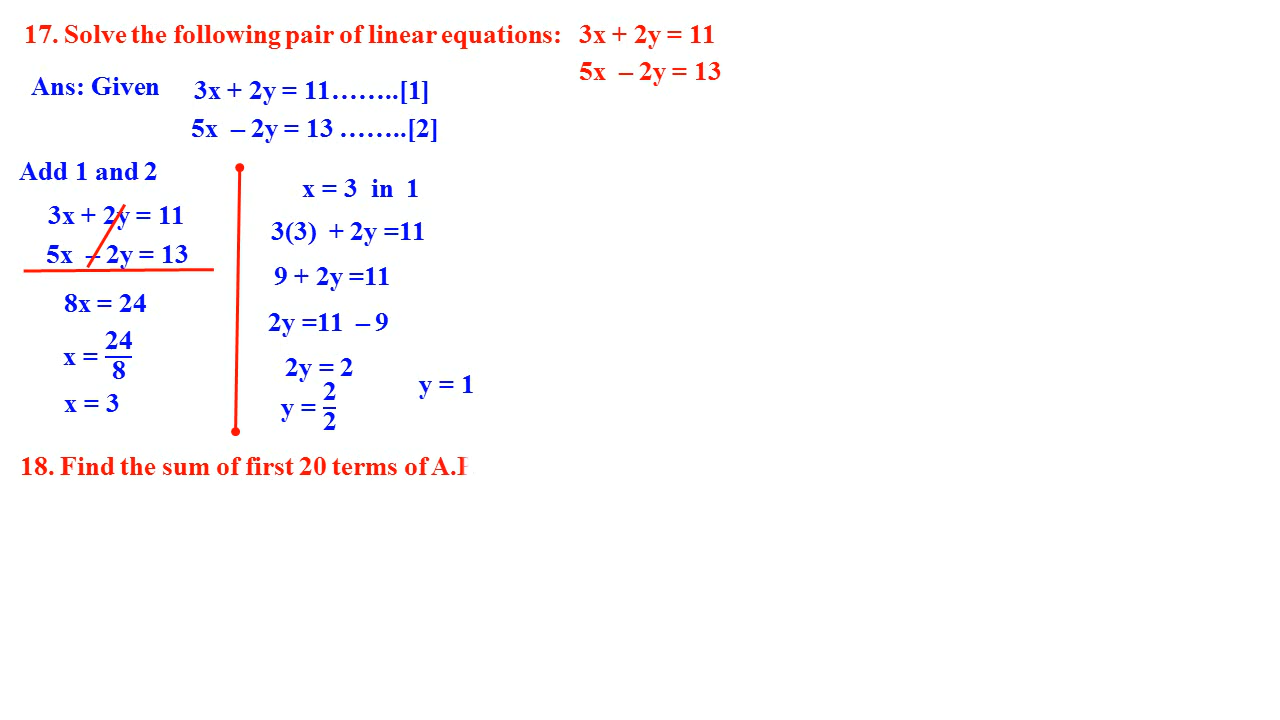 17. Solve the following pair of linear equations: 3x + 2y = 11
5x – 2y = 13
Ans: Given 3x + 2y = 11……..[1]
5x – 2y = 13 ……..[2]
Add 1 and 2
3x + 2y = 11
5x – 2y = 13
8x = 24
x = 24/8
x = 3
x = 3 in 1
3(3) + 2y =11
9 + 2y =11
2y =11 – 9
2y = 2
y = 2/2
y = 1
18. Find the sum of first 20 terms of